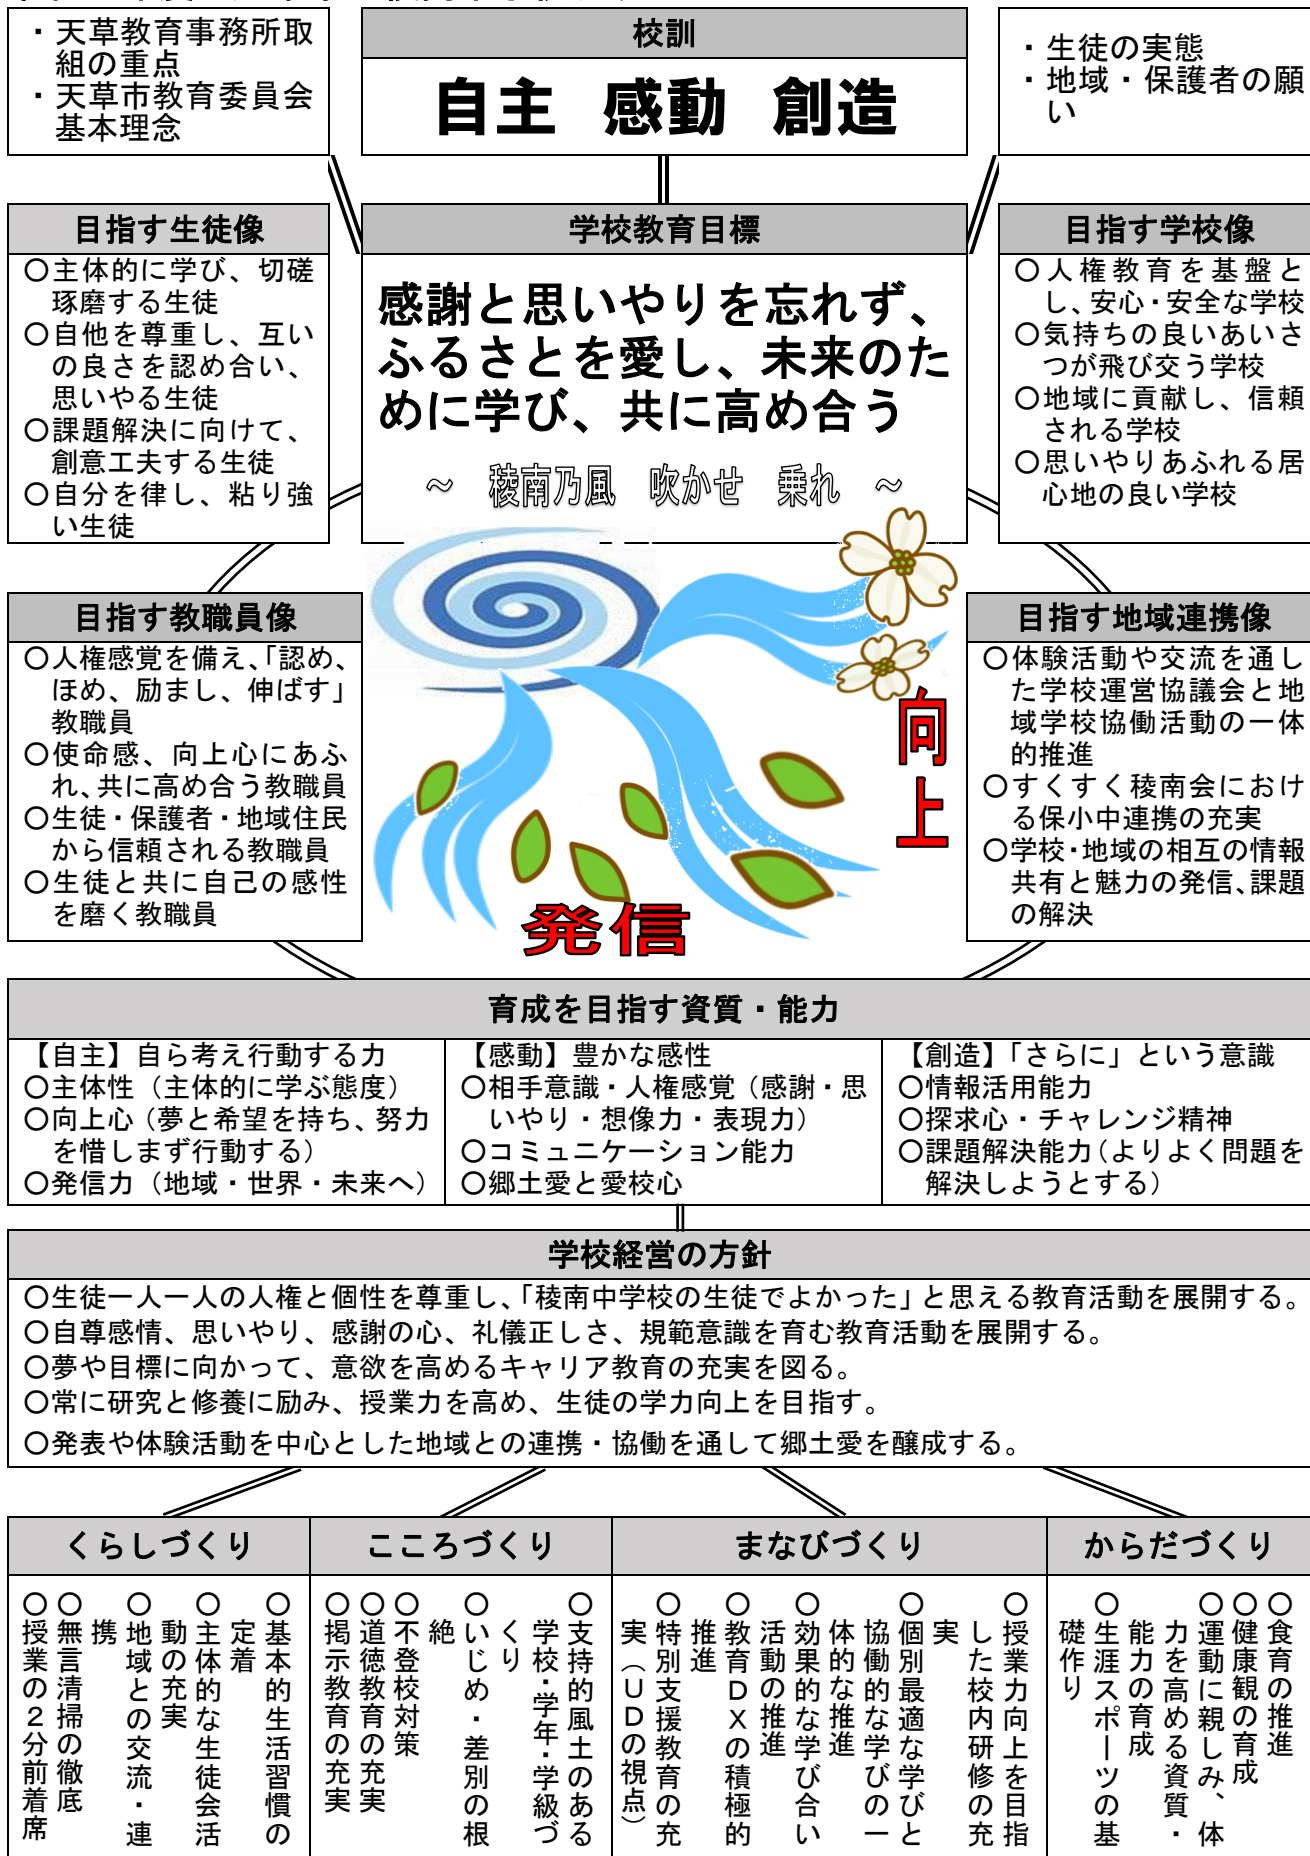 ・天草教育事務所取
組の重点
・天草市教育委員会
基本理念
校訓
自主 感動 創造
・生徒の実態
・地域・保護者の願
い
目指す生徒像
〇主体的に学び、切磋
琢磨する生徒
〇自他を尊重し、互い
の良さを認め合い、
思いやる生徒
〇課題解決に向けて、
創意工夫する生徒
〇自分を律し、粘り強
い生徒
学校教育目標
感謝と思いやりを忘れず、
ふるさとを愛し、未来のた
めに学び、共に高め合う
～ 稜南乃風 吹かせ 乗れ ～
目指す学校像
〇人権教育を基盤と
し、安心・安全な学校
〇気持ちの良いあいさ
つが飛び交う学校
〇地域に貢献し、信頼
される学校
〇思いやりあふれる居
心地の良い学校
目指す教職員像
〇人権感覚を備え、「認め、
ほめ、励まし、伸ばす」
教職員
〇使命感、向上心にあふ
れ、共に高め合う教職員
〇生徒・保護者・地域住民
から信頼される教職員
〇生徒と共に自己の感性
を磨く教職員
向上
発信
目指す地域連携像
〇体験活動や交流を通し
た学校運営協議会と地
域学校協働活動の一体
的推進
〇すくすく稜南会におけ
る保小中連携の充実
〇学校・地域の相互の情報
共有と魅力の発信、課題
の解決
育成を目指す資質・能力
【自主】自ら考え行動する力
〇主体性（主体的に学ぶ態度）
〇向上心（夢と希望を持ち、努力
を惜しまず行動する）
〇発信力（地域・世界・未来へ）
【感動】豊かな感性
〇相手意識・人権感覚（感謝・思
いやり・想像力・表現力）
〇コミュニケーション能力
〇郷土愛と愛校心
【創造】「さらに」という意識
〇情報活用能力
〇探求心・チャレンジ精神
〇課題解決能力（よりよく問題を
解決しようとする）
学校経営の方針
〇生徒一人一人の人権と個性を尊重し、「稜南中学校の生徒でよかった」と思える教育活動を展開する。
〇自尊感情、思いやり、感謝の心、礼儀正しさ、規範意識を育む教育活動を展開する。
〇夢や目標に向かって、意欲を高めるキャリア教育の充実を図る。
〇常に研究と修養に励み、授業力を高め、生徒の学力向上を目指す。
〇発表や体験活動を中心とした地域との連携・協働を通して郷土愛を醸成する。
くらしづくり
〇基本的生活習慣の
定着
〇主体的な生徒会活
動の充実
〇地域との交流・連
携
〇無言清掃の徹底
〇授業の２分前着席
こころづくり
〇支持的風土のある
学校・学年・学級づ
くり
〇いじめ・差別の根
絶
〇不登校対策
〇道徳教育の充実
〇掲示教育の充実
まなびづくり
〇授業力向上を目指
した校内研修の充
実
〇個別最適な学びと
協働的な学びの一
体的な推進
〇効果的な学び合い
活動の推進
〇教育ＤＸの積極的
推進
〇特別支援教育の充
実（ＵＤの視点）
からだづくり
〇食育の推進
〇健康観の育成
〇運動に親しみ、体
力を高める資質・
能力の育成
〇生涯スポーツの基
礎作り